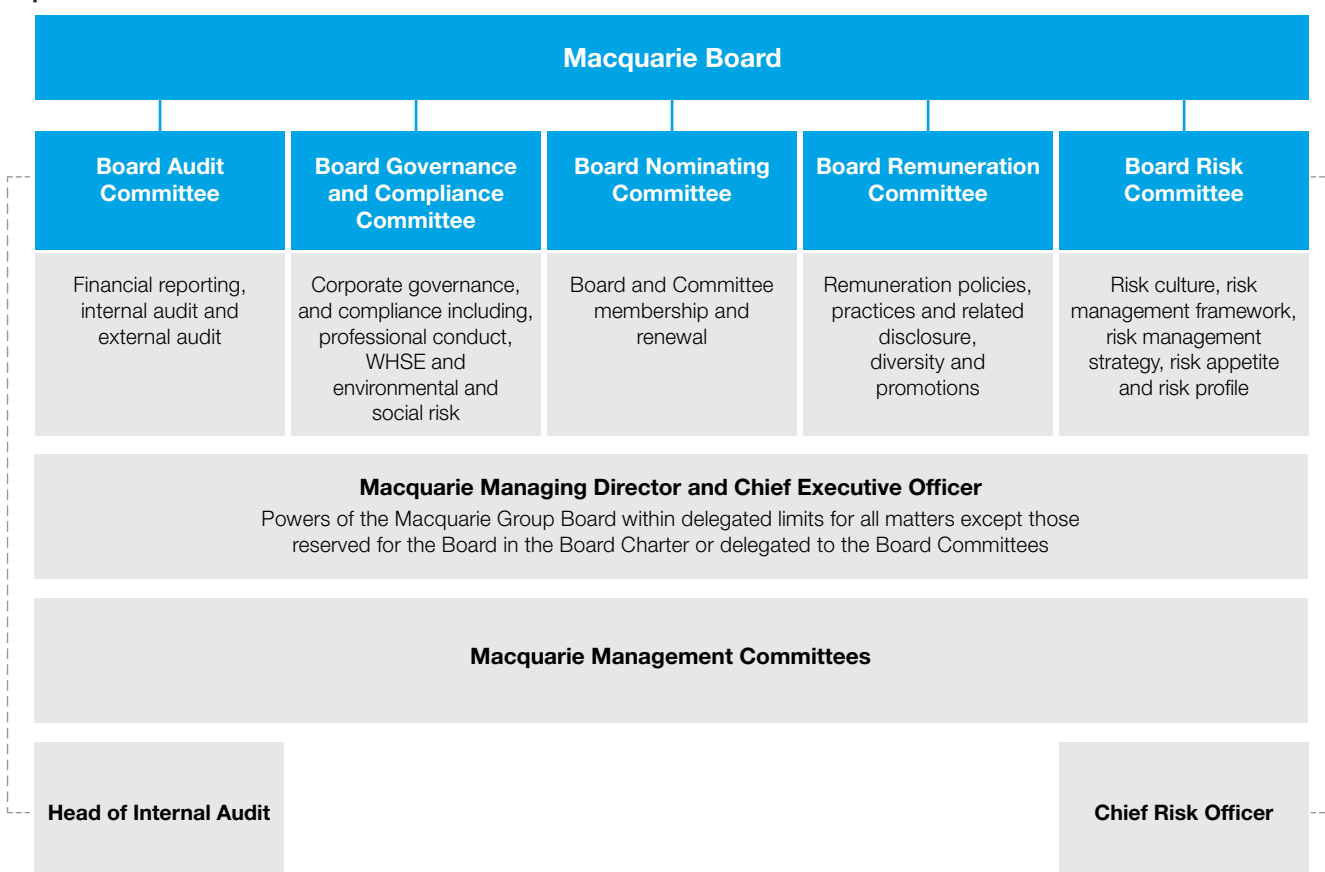 Macquarie Board
Board Audit
Committee
Board Governance
and Compliance
Committee
Board Nominating
Committee
Board Remuneration
Committee
Board Risk
Committee
Financial reporting,
internal audit and
external audit
Corporate governance,
and compliance including,
professional conduct,
WHSE and
environmental and
social risk
Board and Committee
membership and
renewal
Remuneration policies,
practices and related
disclosure,
diversity and
promotions
Risk culture, risk
management framework,
risk management
strategy, risk appetite
and risk profile
Macquarie Managing Director and Chief Executive Officer
Powers of the Macquarie Group Board within delegated limits for all matters except those
reserved for the Board in the Board Charter or delegated to the Board Committees
Macquarie Management Committees
Head of Internal Audit
Chief Risk Officer